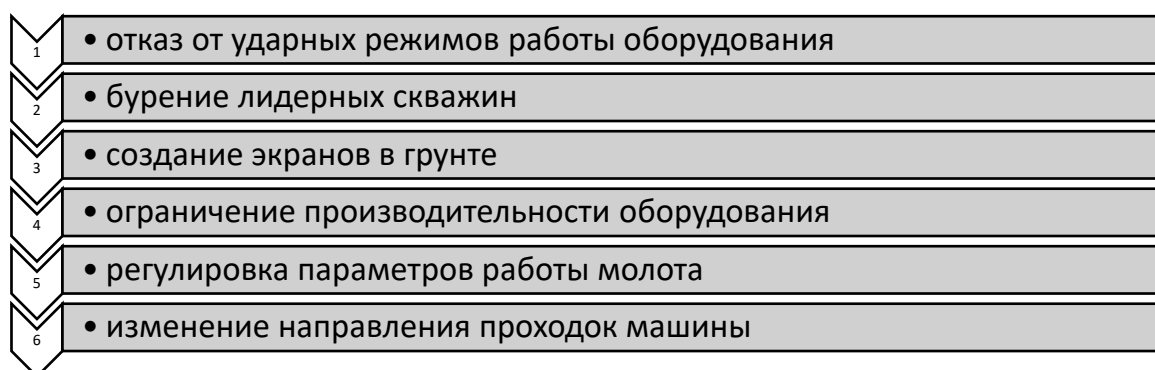 1 • отказ от ударных режимов работы оборудования
2 • бурение лидерных скважин
3 • создание экранов в грунте
4 • ограничение производительности оборудования
5 • регулировка параметров работы молота
6 • изменение направления проходок машины